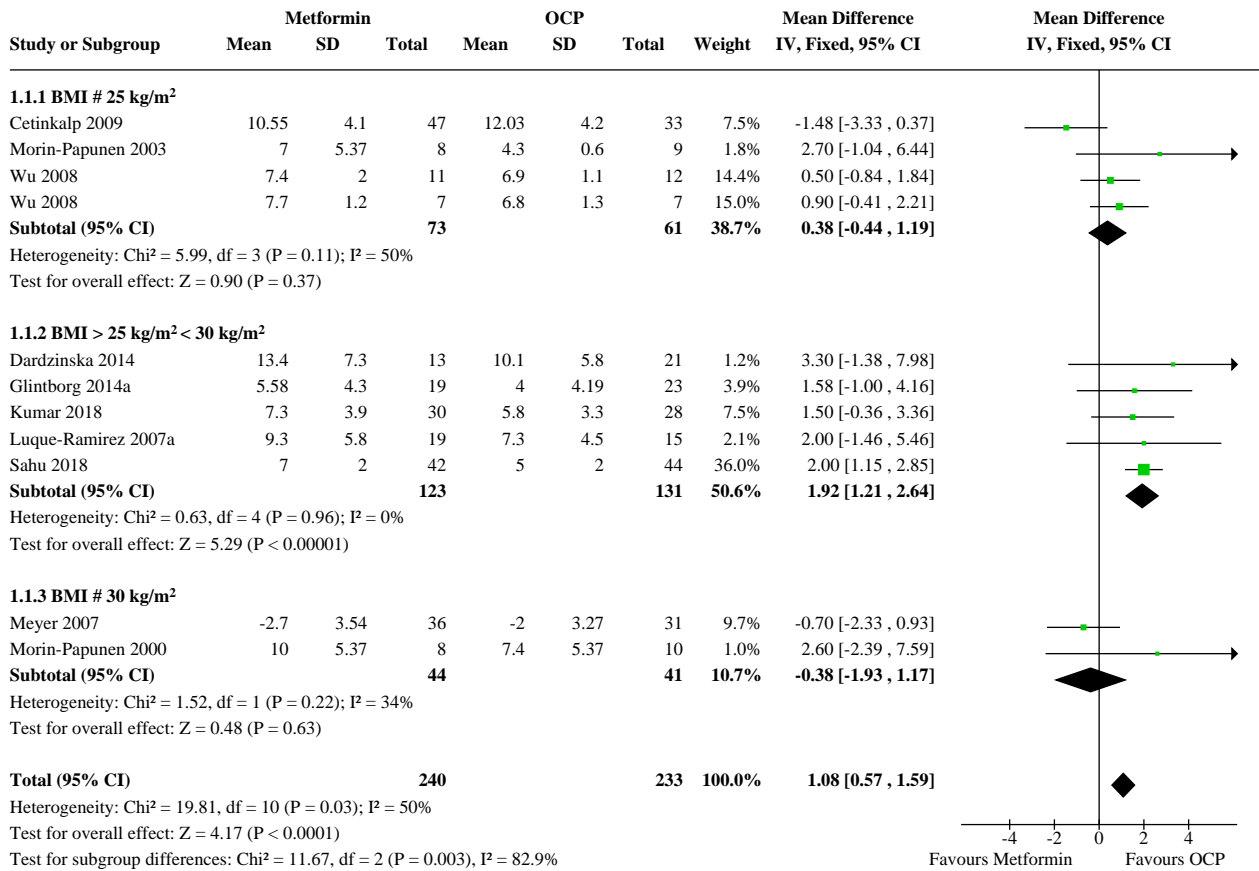 Metformin OCP Mean Difference Mean Difference
Study or Subgroup Mean SD Total Mean SD Total Weight IV, Fixed, 95% CI IV, Fixed, 95% CI
1.1.1 BMI # 25 kg/m²
Cetinkalp 2009 10.55 4.1 47 12.03 4.2 33 7.5% -1.48 [-3.33 , 0.37]
Morin-Papunen 2003 7 5.37 8 4.3 0.6 9 1.8% 2.70 [-1.04 , 6.44]
Wu 2008 7.4 2 11 6.9 1.1 12 14.4% 0.50 [-0.84 , 1.84]
Wu 2008 7.7 1.2 7 6.8 1.3 7 15.0% 0.90 [-0.41 , 2.21]
Subtotal (95% CI) 73 61 38.7% 0.38 [-0.44 , 1.19]
Heterogeneity: Chi² = 5.99, df = 3 (P = 0.11); I² = 50%
Test for overall effect: Z = 0.90 (P = 0.37)
1.1.2 BMI > 25 kg/m² < 30 kg/m²
Dardzinska 2014 13.4 7.3 13 10.1 5.8 21 1.2% 3.30 [-1.38 , 7.98]
Glintborg 2014a 5.58 4.3 19 4 4.19 23 3.9% 1.58 [-1.00 , 4.16]
Kumar 2018 7.3 3.9 30 5.8 3.3 28 7.5% 1.50 [-0.36 , 3.36]
Luque-Ramirez 2007a 9.3 5.8 19 7.3 4.5 15 2.1% 2.00 [-1.46 , 5.46]
Sahu 2018 7 2 42 5 2 44 36.0% 2.00 [1.15 , 2.85]
Subtotal (95% CI) 123 131 50.6% 1.92 [1.21 , 2.64]
Heterogeneity: Chi² = 0.63, df = 4 (P = 0.96); I² = 0%
Test for overall effect: Z = 5.29 (P < 0.00001)
1.1.3 BMI # 30 kg/m²
Meyer 2007 -2.7 3.54 36 -2 3.27 31 9.7% -0.70 [-2.33 , 0.93]
Morin-Papunen 2000 10 5.37 8 7.4 5.37 10 1.0% 2.60 [-2.39 , 7.59]
Subtotal (95% CI) 44 41 10.7% -0.38 [-1.93 , 1.17]
Heterogeneity: Chi² = 1.52, df = 1 (P = 0.22); I² = 34%
Test for overall effect: Z = 0.48 (P = 0.63)
Total (95% CI) 240 233 100.0% 1.08 [0.57 , 1.59]
Heterogeneity: Chi² = 19.81, df = 10 (P = 0.03); I² = 50%
Test for overall effect: Z = 4.17 (P < 0.0001) -4 -2 0 2 4
Test for subgroup differences: Chi² = 11.67, df = 2 (P = 0.003), I² = 82.9% Favours Metformin Favours OCP